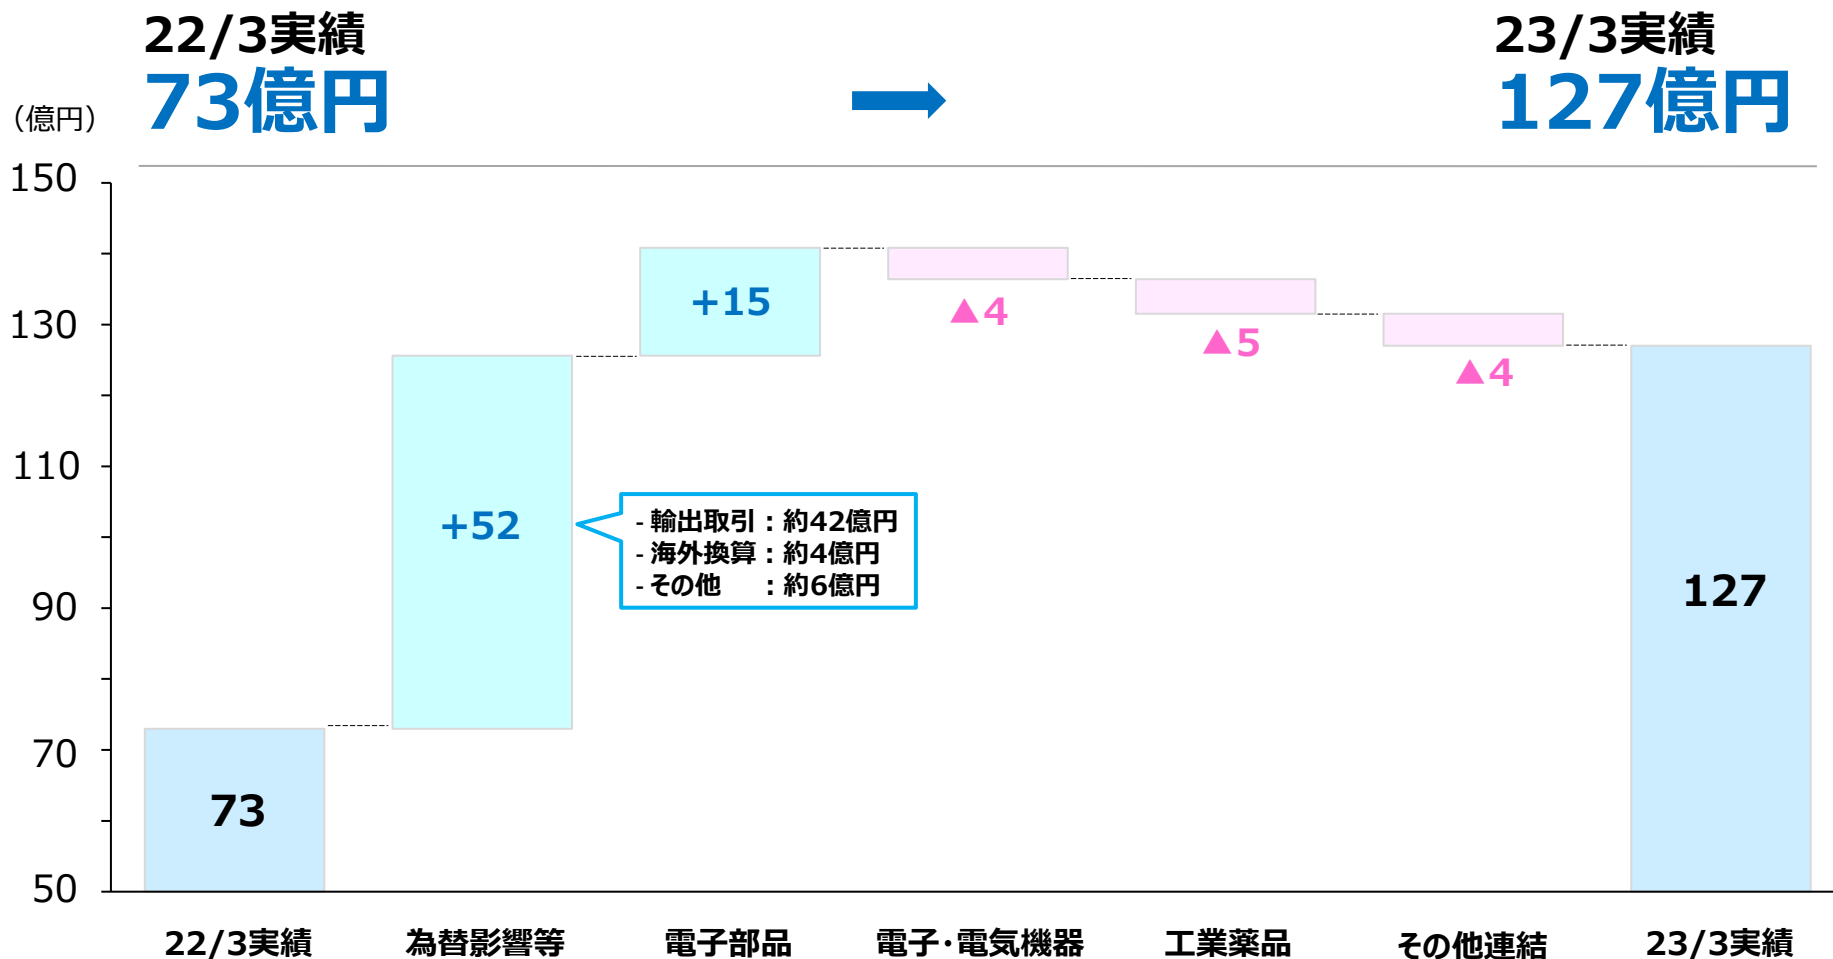 22/3実績
73億円
23/3実績
127億円
（億円）
150
130
110
90
70
50
73
+52
+15
▲4
▲5
▲4
127
- 輸出取引：約42億円
- 海外換算：約4億円
- その他　：約6億円
22/3実績
為替影響等
電子部品
電子・電気機器
工業薬品
その他連結
23/3実績